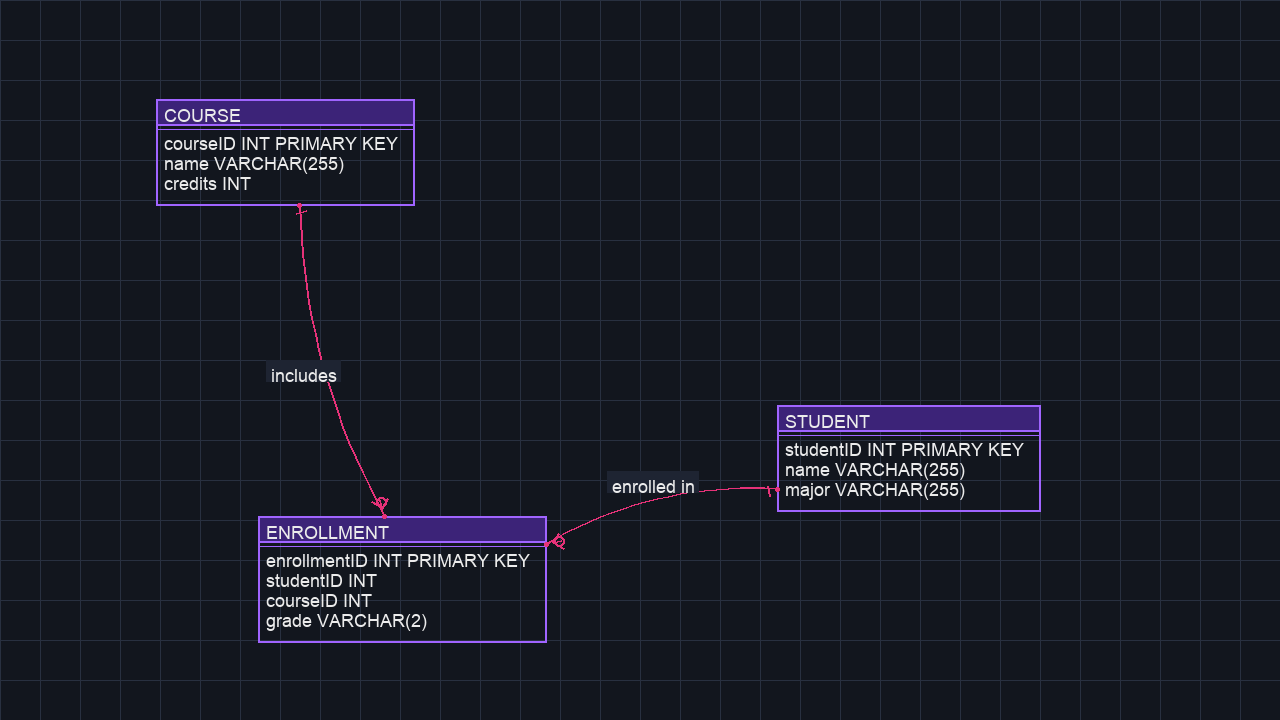 COURSE
courseID INT PRIMARY KEY
name VARCHAR(255)
credits INT
includes
STUDENT
studentID INT PRIMARY KEY
name VARCHAR(255)
major VARCHAR(255)
enrolled in
ENROLLMENT
enrollmentID INT PRIMARY KEY
studentID INT
courseID INT
grade VARCHAR(2)